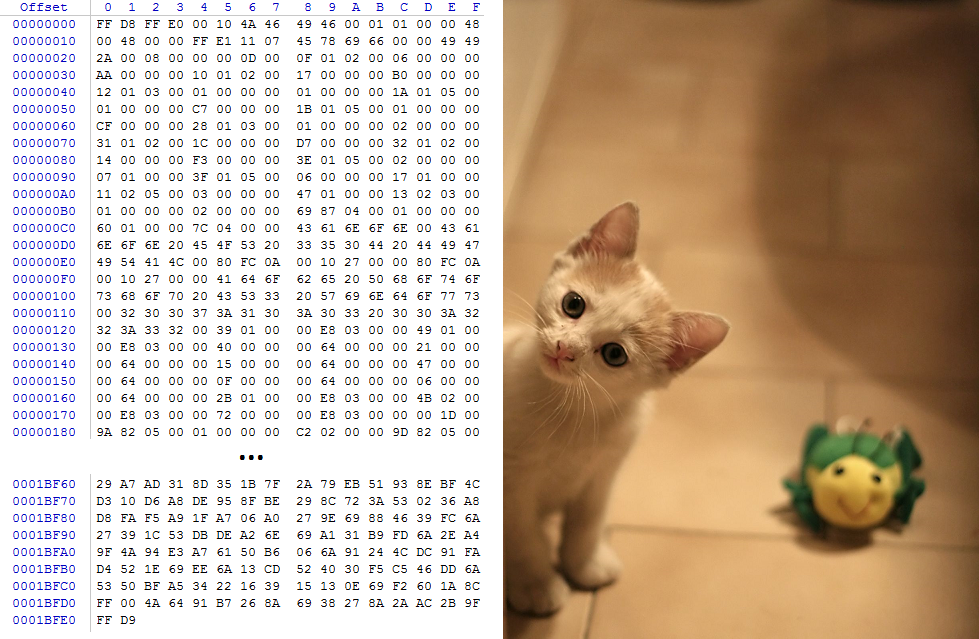 Offset 0 1 2 3 4 5 6 7 8 9 A B C D E F
00000000 FF D8 FF E0 00 10 4A 46 49 46 00 01 01 01 00 48
00000010 00 48 00 00 FF E1 11 07 45 78 69 66 00 00 49 49
00000020 2A 00 08 00 00 00 0D 00 0F 01 02 00 06 00 00 00
00000030 AA 00 00 00 10 01 02 00 17 00 00 00 B0 00 00 00
00000040 12 01 03 00 01 00 00 00 01 00 00 00 1A 01 05 00
00000050 01 00 00 00 C7 00 00 00 1B 01 05 00 01 00 00 00
00000060 CF 00 00 00 28 01 03 00 01 00 00 00 02 00 00 00
00000070 31 01 02 00 1C 00 00 00 D7 00 00 00 32 01 02 00
00000080 14 00 00 00 F3 00 00 00 3E 01 05 00 02 00 00 00
00000090 07 01 00 00 3F 01 05 00 06 00 00 00 17 01 00 00
000000A0 11 02 05 00 03 00 00 00 47 01 00 00 13 02 03 00
000000B0 01 00 00 00 02 00 00 00 69 87 04 00 01 00 00 00
000000C0 60 01 00 00 7C 04 00 00 43 61 6E 6F 6E 00 43 61
000000D0 6E 6F 6E 20 45 4F 53 20 33 35 30 44 20 44 49 47
000000E0 49 54 41 4C 00 80 FC 0A 00 10 27 00 00 80 FC 0A
000000F0 00 10 27 00 00 41 64 6F 62 65 20 50 68 6F 74 6F
00000100 73 68 6F 70 20 43 53 33 20 57 69 6E 64 6F 77 73
00000110 00 32 30 30 37 3A 31 30 3A 30 33 20 30 30 3A 32
00000120 32 3A 33 32 00 39 01 00 00 E8 03 00 00 49 01 00
00000130 00 E8 03 00 00 40 00 00 00 64 00 00 00 21 00 00
00000140 00 64 00 00 00 15 00 00 00 64 00 00 00 47 00 00
00000150 00 64 00 00 00 0F 00 00 00 64 00 00 00 06 00 00
00000160 00 64 00 00 00 2B 01 00 00 E8 03 00 00 4B 02 00
00000170 00 E8 03 00 00 72 00 00 00 E8 03 00 00 00 1D 00
00000180 9A 82 05 00 01 00 00 00 C2 02 00 00 9D 82 05 00
•••
0001BF60 29 A7 AD 31 8D 35 1B 7F 2A 79 EB 51 93 8E BF 4C
0001BF70 D3 10 D6 A8 DE 95 8F BE 29 8C 72 3A 53 02 36 A8
0001BF80 D8 FA F5 A9 1F A7 06 A0 27 9E 69 88 46 39 FC 6A
0001BF90 27 39 1C 53 DB DE A2 6E 69 A1 31 B9 FD 6A 2E A4
0001BFA0 9F 4A 94 E3 A7 61 50 B6 06 6A 91 24 4C DC 91 FA
0001BFB0 D4 52 1E 69 EE 6A 13 CD 52 40 30 F5 C5 46 DD 6A
0001BFC0 53 50 BF A5 34 22 16 39 15 13 0E 69 F2 60 1A 8C
0001BFD0 FF 00 4A 64 91 B7 26 8A 69 38 27 8A 2A AC 2B 9F
0001BFE0 FF D9